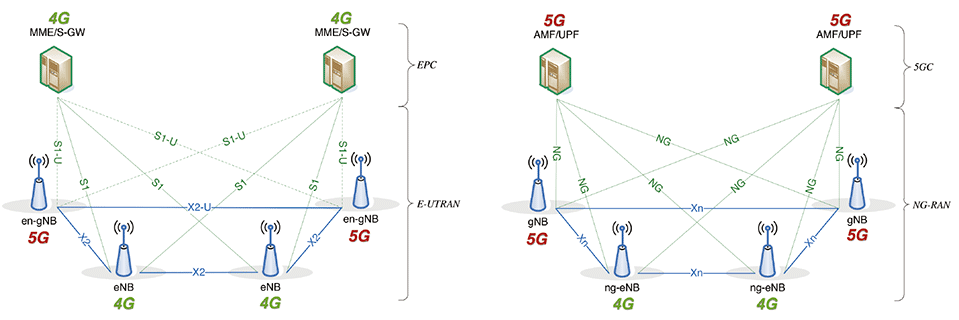 4G
MME/S-GW
4G
MME/S-GW
EPC
S1-U
S1-U
S1-U
S1-U
S1
S1
S1
S1
en-gNB
5G
X2-U
en-gNB
5G
E-UTRAN
X2
X2
eNB
4G
X2
eNB
4G
5G
AMF/UPF
5G
AMF/UPF
5GC
NG
NG
NG
NG
NG
NG
NG
NG
gNB
5G
Xn
gNB
5G
NG-RAN
Xn
Xn
ng-eNB
4G
Xn
ng-eNB
4G